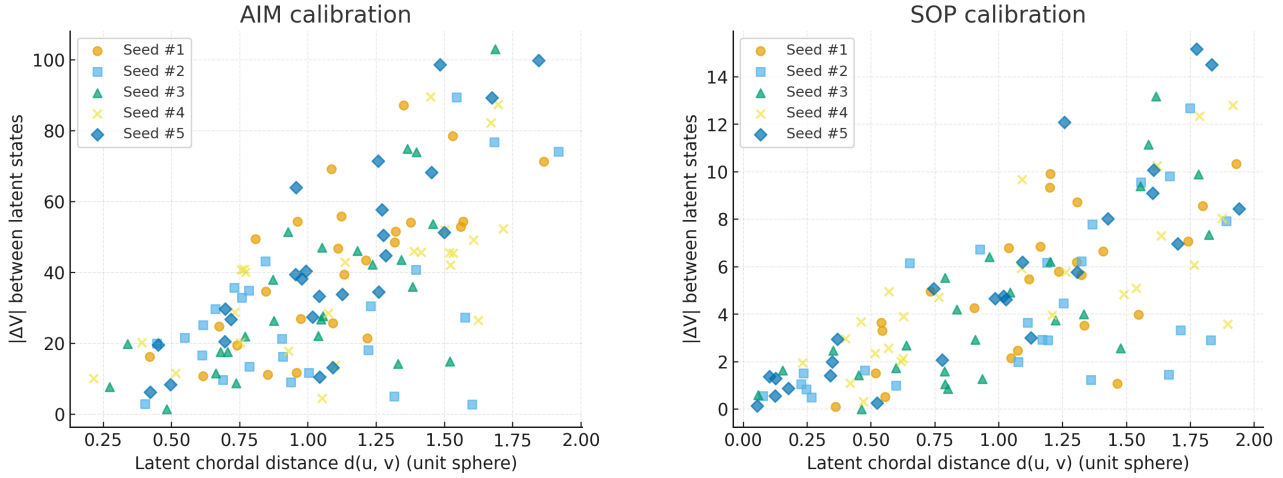 AIM calibration
|ΔV| between latent states
100
80
60
40
20
0
Seed #1
Seed #2
Seed #3
Seed #4
Seed #5
0.25 0.50 0.75 1.00 1.25 1.50 1.75 2.00
Latent chordal distance d(u, v) (unit sphere)
SOP calibration
|ΔV| between latent states
14
12
10
8
6
4
2
0
Seed #1
Seed #2
Seed #3
Seed #4
Seed #5
0.00 0.25 0.50 0.75 1.00 1.25 1.50 1.75 2.00
Latent chordal distance d(u, v) (unit sphere)